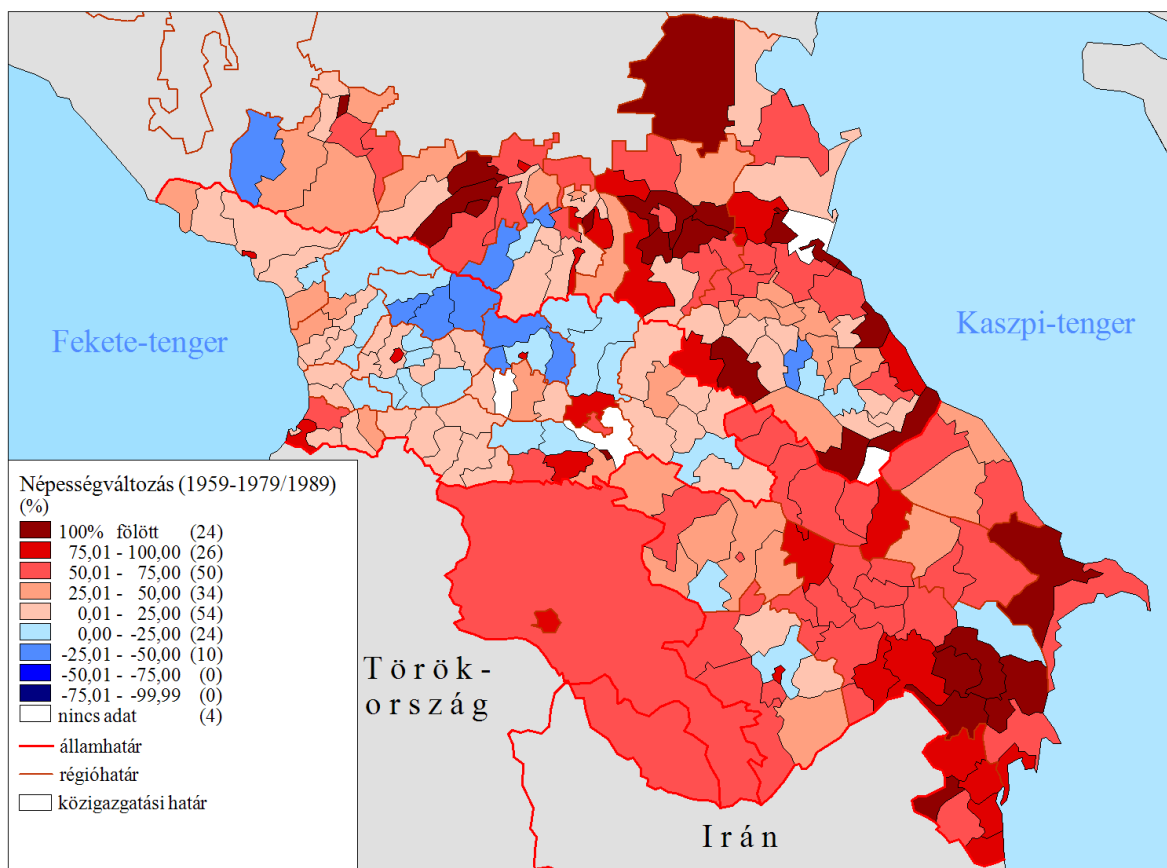 Fekete-tenger
Kaszpi-tenger
Népességváltozás (1959-1979/1989)
(%)
100% fölött (24)
75,01 - 100,00 (26)
50,01 - 75,00 (50)
25,01 - 50,00 (34)
0,01 - 25,00 (54)
0,00 - -25,00 (24)
-25,01 - -50,00 (10)
-50,01 - -75,00 (0)
-75,01 - -99,99 (0)
nincs adat (4)
államhatár
régióhatár
közigazgatási határ
Török-
ország
Irán